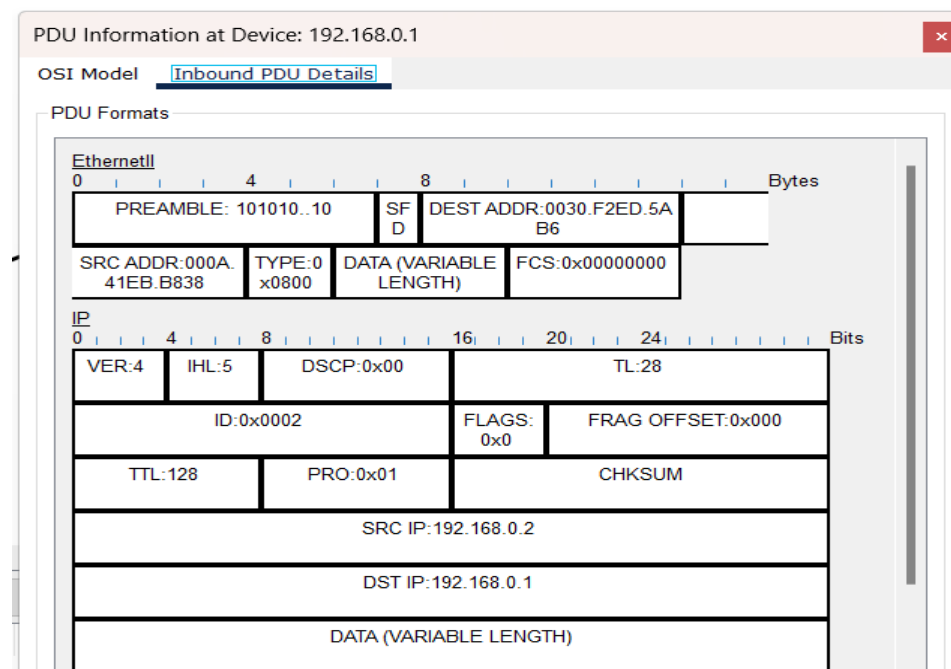 PDU Information at Device: 192.168.0.1
×
OSI Model Inbound PDU Details
PDU Formats
EthernetII
0 4 8 Bytes
PREAMBLE: 101010..10 SF DEST ADDR:0030.F2ED.5A
D B6
SRC ADDR:000A. TYPE:0 DATA (VARIABLE FCS:0x00000000
41EB.B838 x0800 LENGTH)
IP
0 4 8 16 20 24 Bits
VER:4 IHL:5 DSCP:0x00 TL:28
ID:0x0002 FLAGS: FRAG OFFSET:0x000
0x0
TTL:128 PRO:0x01 CHKSUM
SRC IP:192.168.0.2
DST IP:192.168.0.1
DATA (VARIABLE LENGTH)